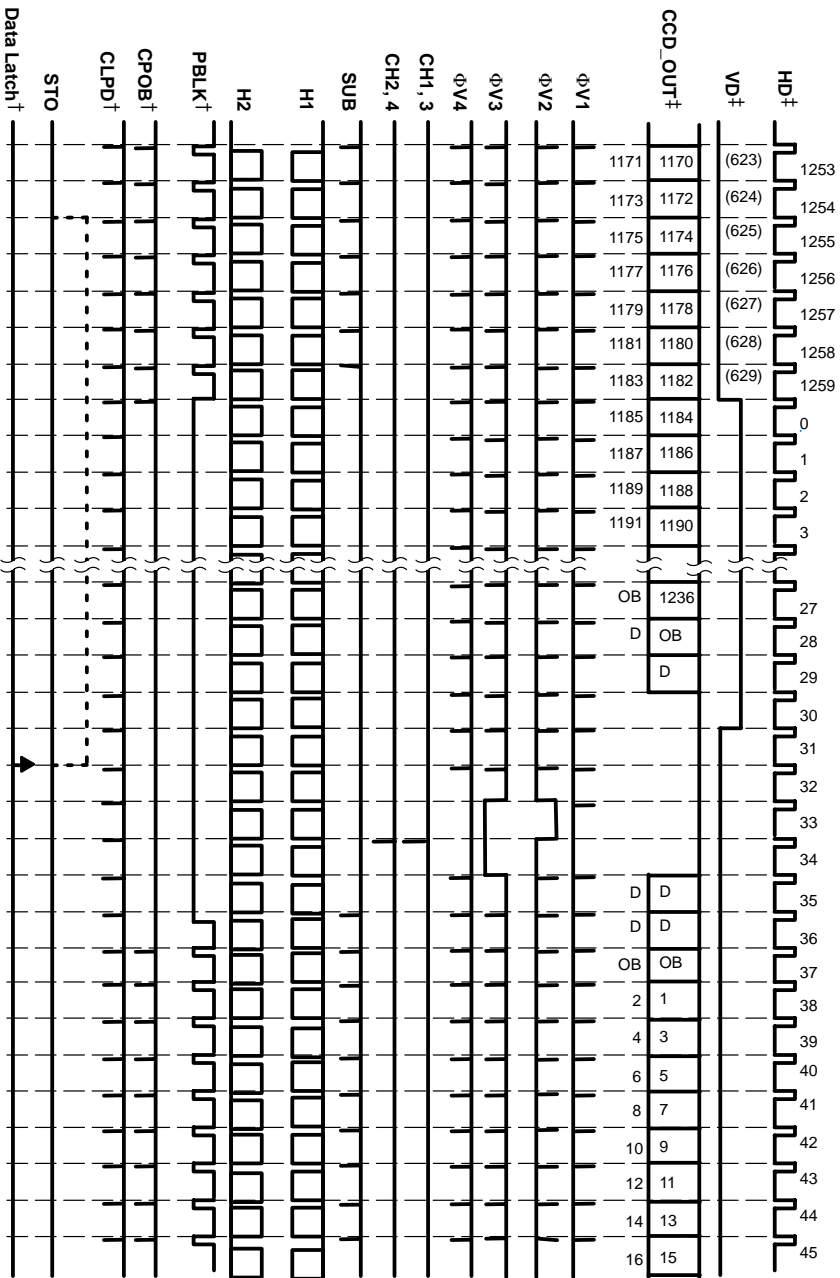 HD‡
1253
1254
1255
1256
1257
1258
1259
0
1
2
3
27
28
29
30
31
32
33
34
35
36
37
38
39
40
41
42
43
44
45
VD‡
(623)
(624)
(625)
(626)
(627)
(628)
(629)
CCD_OUT‡
1170
1172
1174
1176
1178
1180
1182
1184
1186
1188
1190
1236
OB
D
D
D
OB
1
3
5
7
9
11
13
15
1171
1173
1175
1177
1179
1181
1183
1185
1187
1189
1191
OB
D
D
D
OB
2
4
6
8
10
12
14
16
ΦV1
ΦV2
ΦV3
ΦV4
CH1, 3
CH2, 4
SUB
H1
H2
PBLK†
CPOB†
CLPD†
STO
Data Latch†